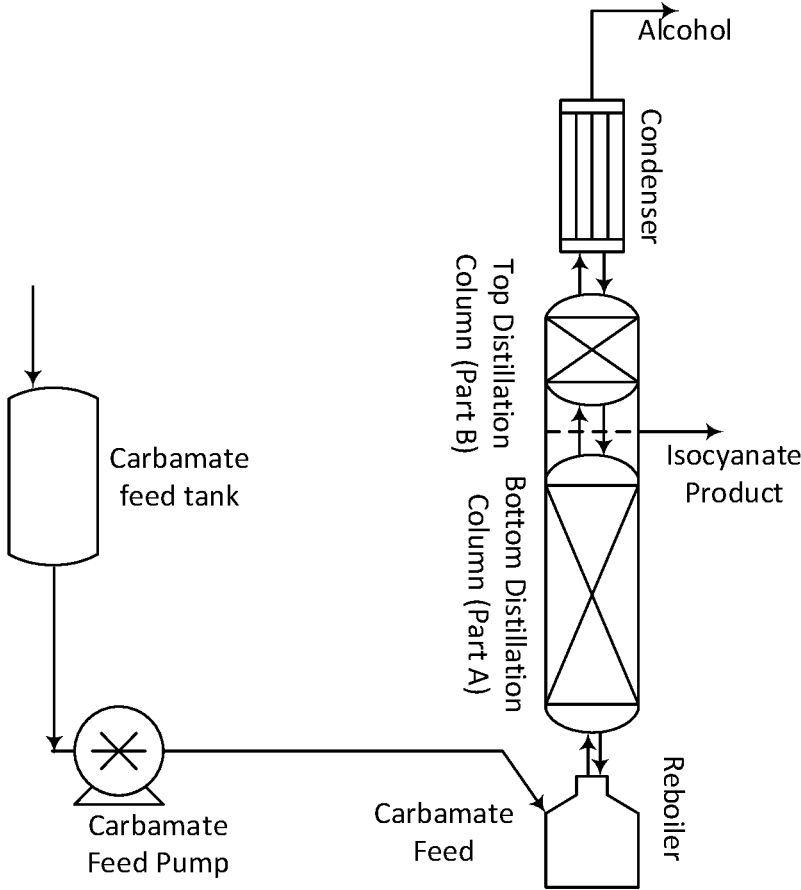 Alcohol
Condenser
Top Distillation
Column (Part B)
Carbamate
feed tank
Isocyanate
Product
Bottom Distillation
Column (Part A)
Carbamate
Feed Pump
Carbamate
Feed
Reboiler